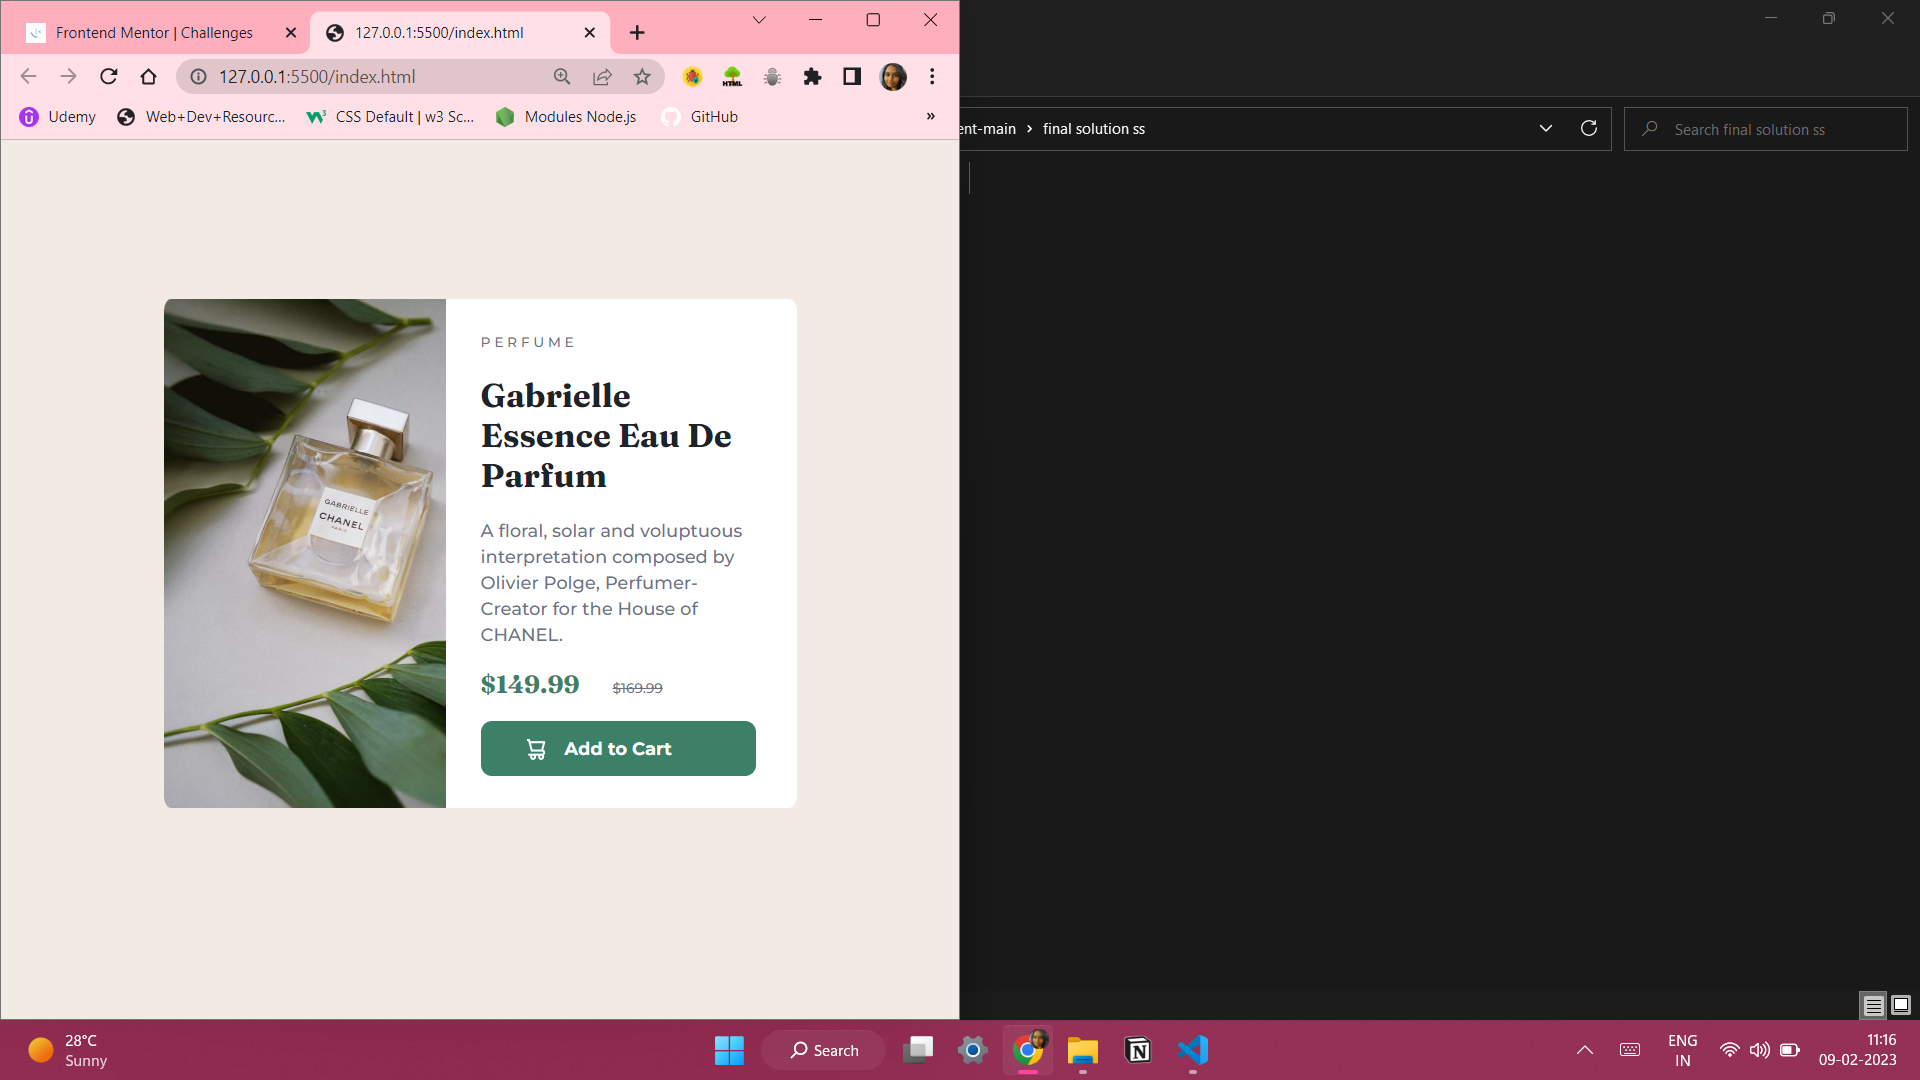 Frontend Mentor | Challenges
127.0.0.1:5500/index.html
127.0.0.1:5500/index.html
Udemy
Web+Dev+Resourc...
CSS Default | w3 Sc...
Modules Node.js
GitHub
»
ent-main > final solution ss
Search final solution ss
PERFUME
Gabrielle
Essence Eau De
Parfum
A floral, solar and voluptuous
interpretation composed by
Olivier Polge, Perfumer-
Creator for the House of
CHANEL.
$149.99 $169.99
Add to Cart
GABRIELLE
CHANEL
PARIS
HTML
28°C
Sunny
Search
ENG
IN
11:16
09-02-2023